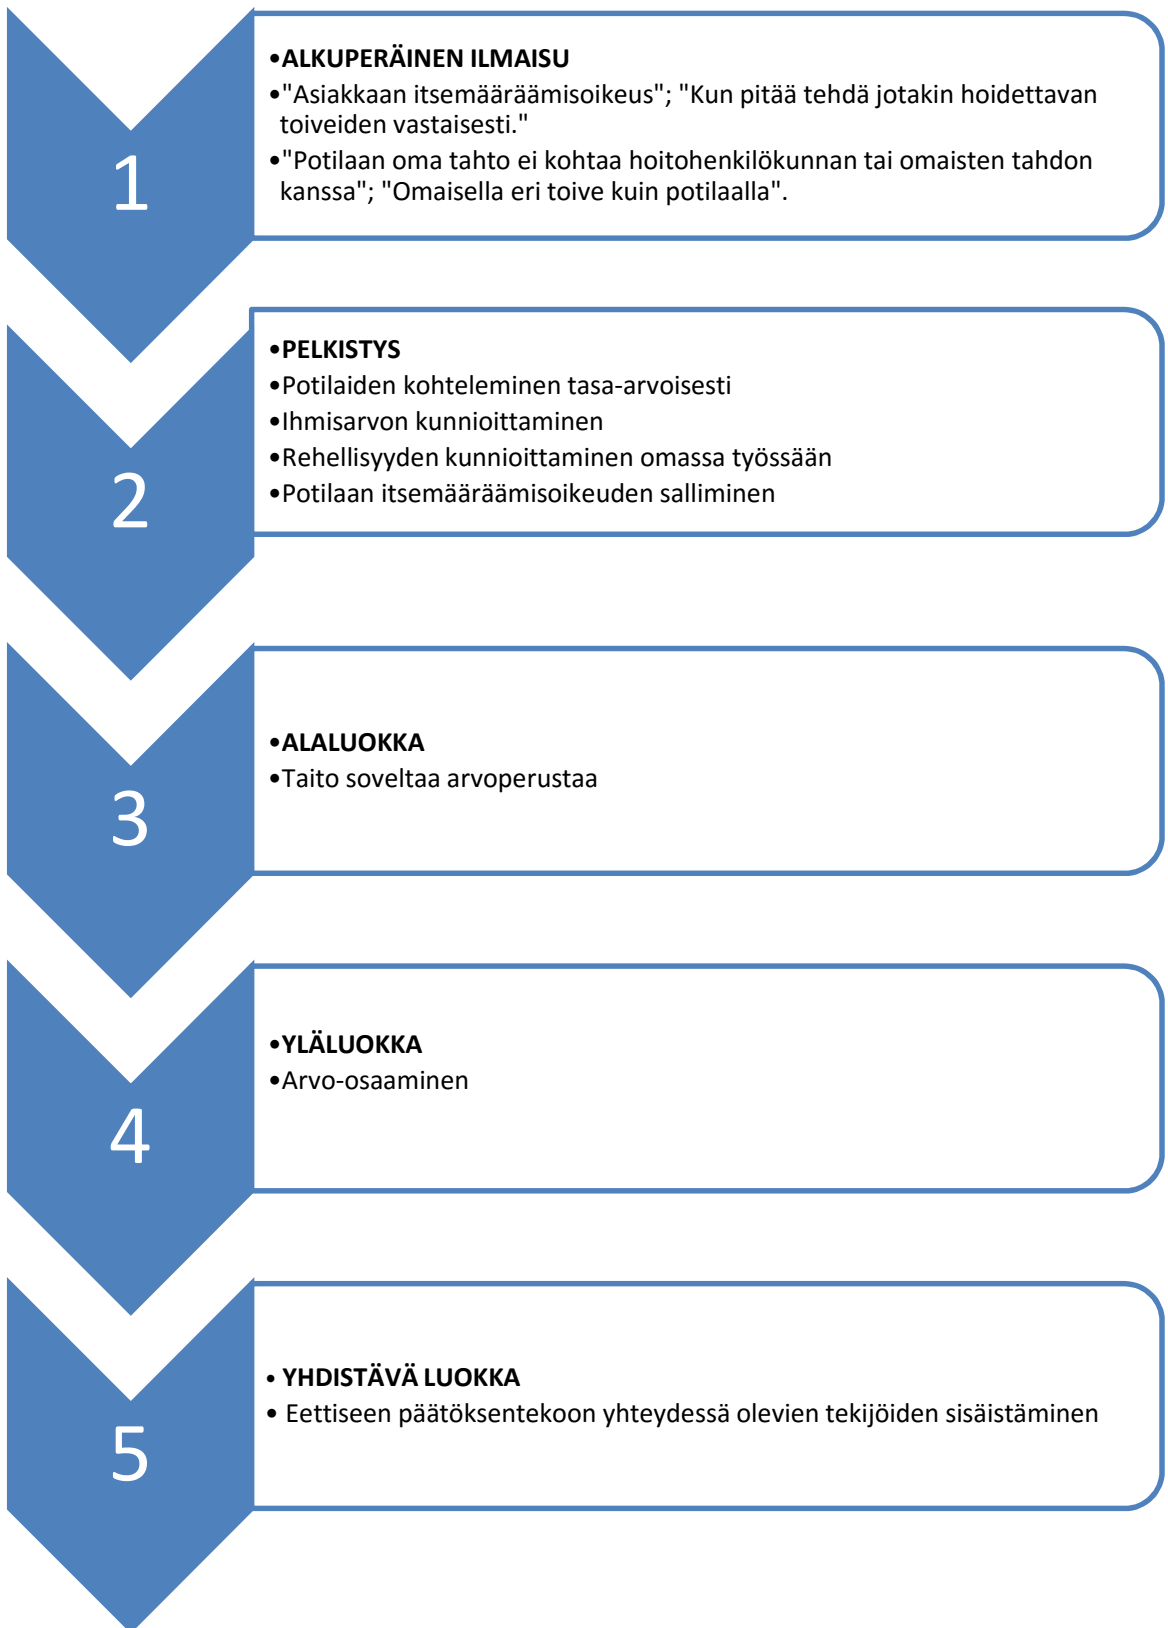 1
•ALKUPERÄINEN ILMAISU
•"Asiakkaan itsemääräämisoikeus"; "Kun pitää tehdä jotakin hoidettavan
toiveiden vastaisesti."
•"Potilaan oma tahto ei kohtaa hoitohenkilökunnan tai omaisten tahdon
kanssa"; "Omaisella eri toive kuin potilaalla".
2
•PELKISTYS
•Potilaiden kohteleminen tasa-arvoisesti
•Ihmisarvon kunnioittaminen
•Rehellisyyden kunnioittaminen omassa työssään
•Potilaan itsemääräämisoikeuden salliminen
3
•ALALUOKKA
•Taito soveltaa arvoperustaa
4
•YLÄLUOKKA
•Arvo-osaaminen
5
• YHDISTÄVÄ LUOKKA
• Eettiseen päätöksentekoon yhteydessä olevien tekijöiden sisäistäminen